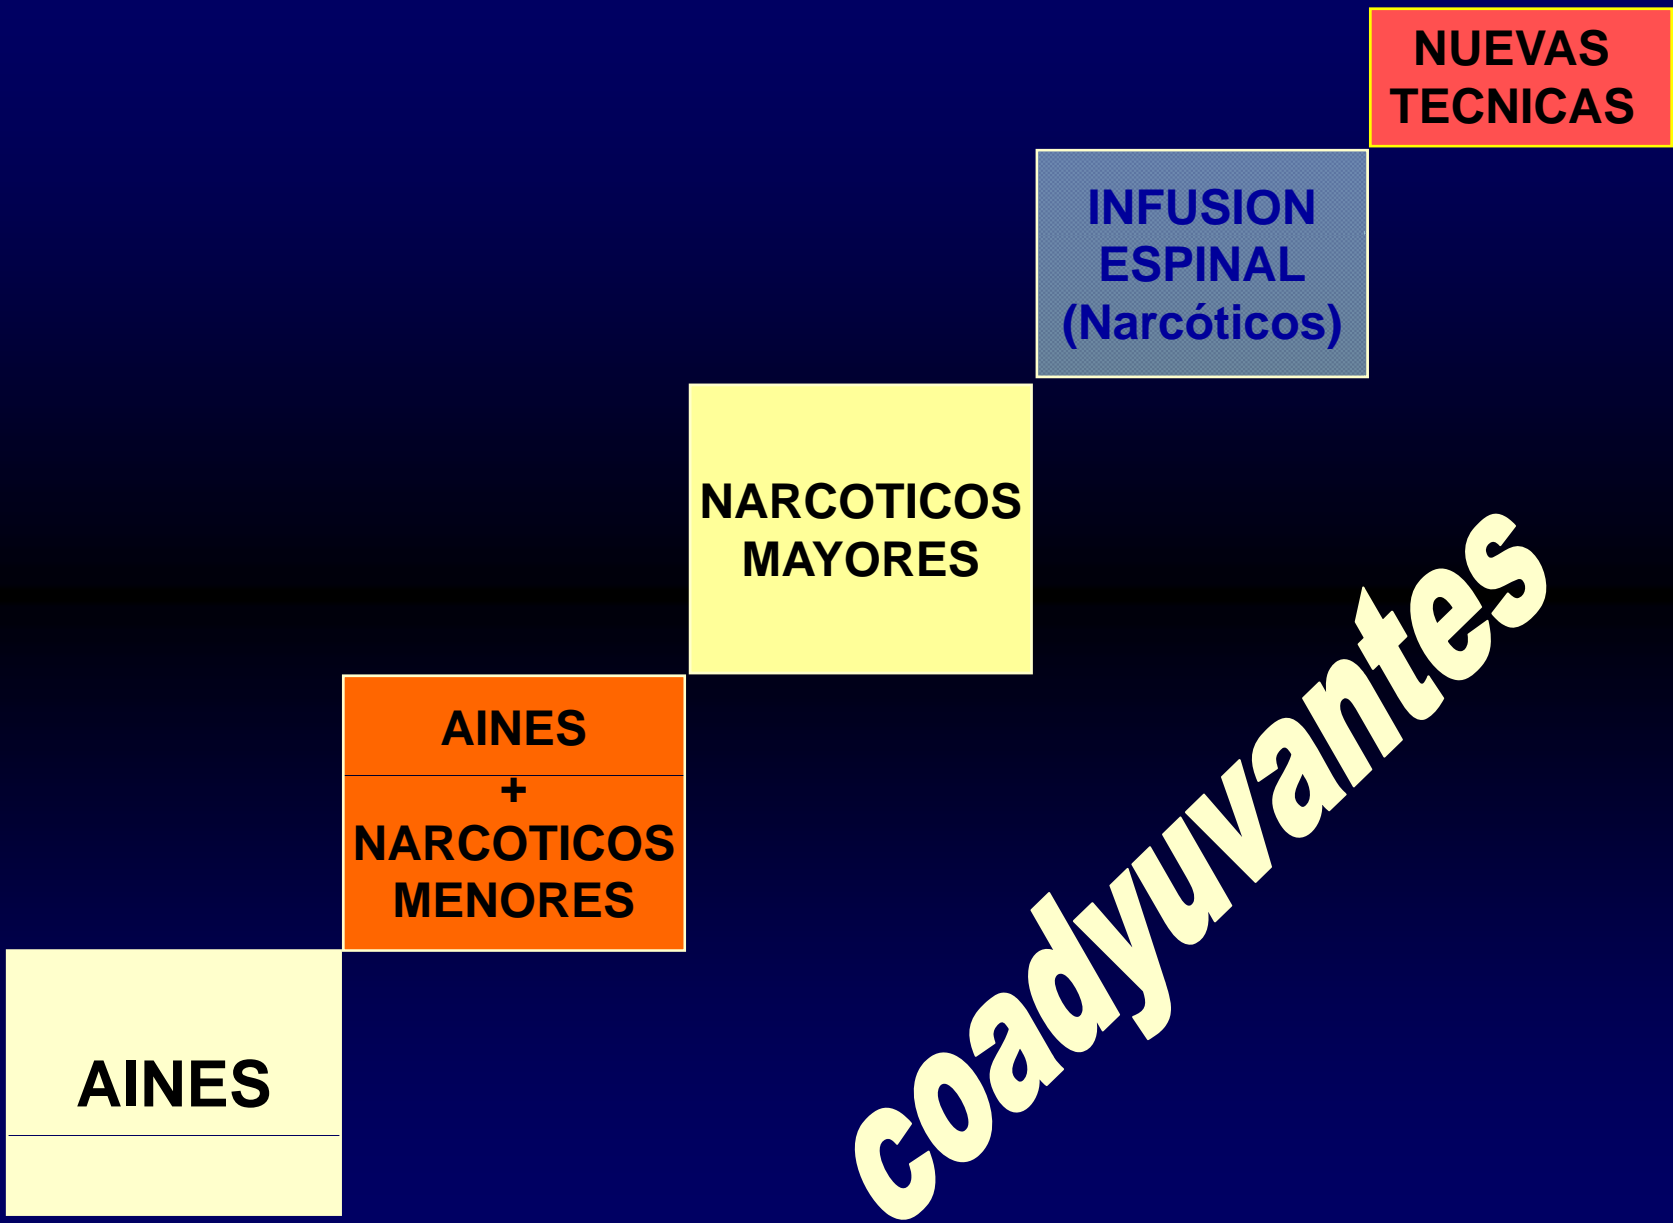 NUEVAS
TECNICAS
INFUSION
ESPINAL
(Narcóticos)
NARCOTICOS
MAYORES
AINES
+
NARCOTICOS
MENORES
AINES
coadyuvantes